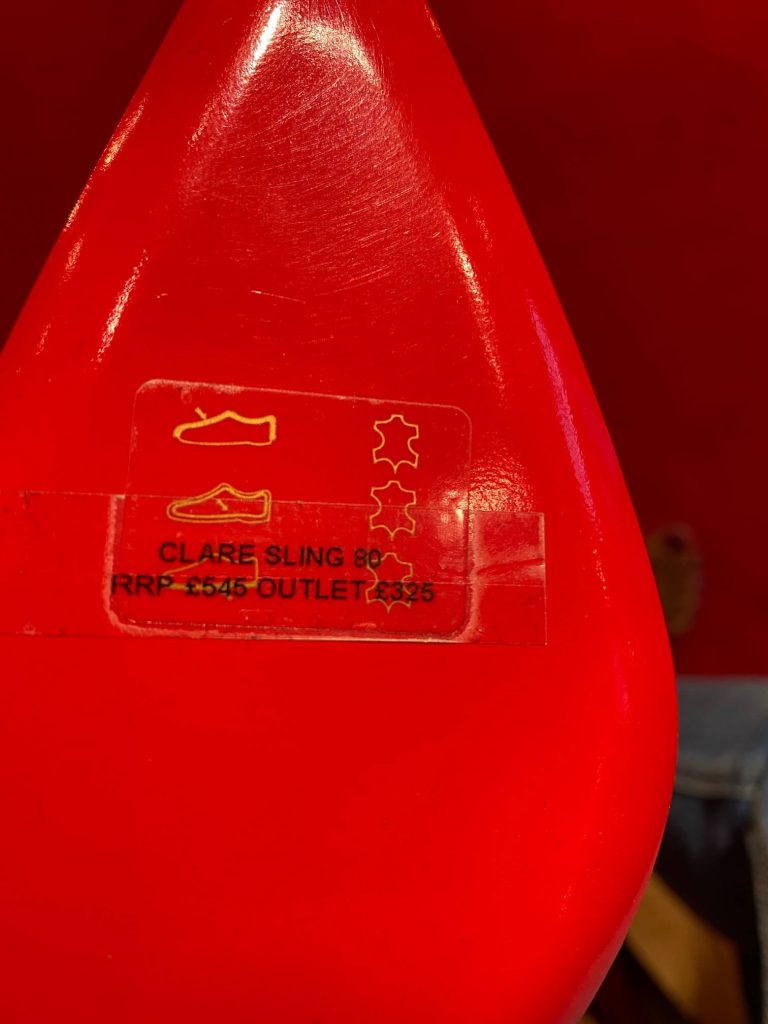 CLARE SLING 80
RRP £545 OUTLET £325